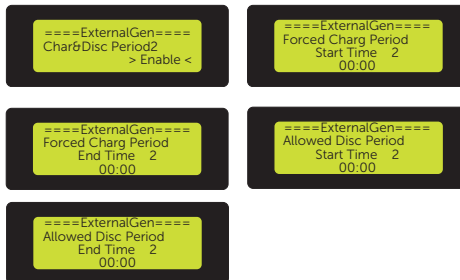 ====ExternalGen====
Char&Disc Period2
> Enable <
====ExternalGen====
Forced Charg Period
Start Time 2
00:00
====ExternalGen====
Forced Charg Period
End Time 2
00:00
====ExternalGen====
Allowed Disc Period
Start Time 2
00:00
====ExternalGen====
Allowed Disc Period
End Time 2
00:00